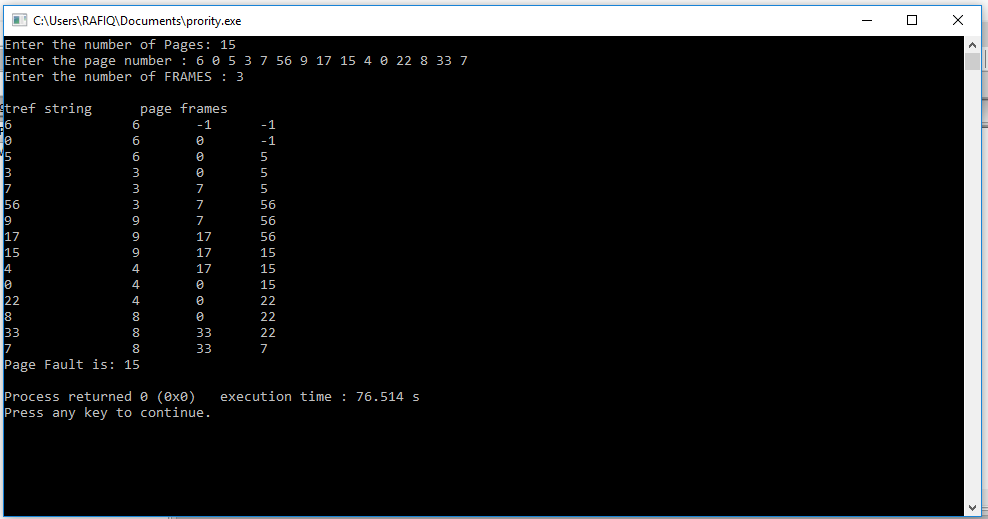 C:\Users\RAFIQ\Documents\prority.exe
Enter the number of Pages: 15
Enter the page number : 6 0 5 3 7 56 9 17 15 4 0 22 8 33 7
Enter the number of FRAMES : 3
tref string page frames
6 6 -1 -1
0 6 0 -1
5 6 0 5
3 3 0 5
7 3 7 5
56 3 7 56
9 9 7 56
17 9 17 56
15 9 17 15
4 4 17 15
0 4 0 15
22 4 0 22
8 8 0 22
33 8 33 22
7 8 33 7
Page Fault is: 15
Process returned 0 (0x0) execution time : 76.514 s
Press any key to continue.